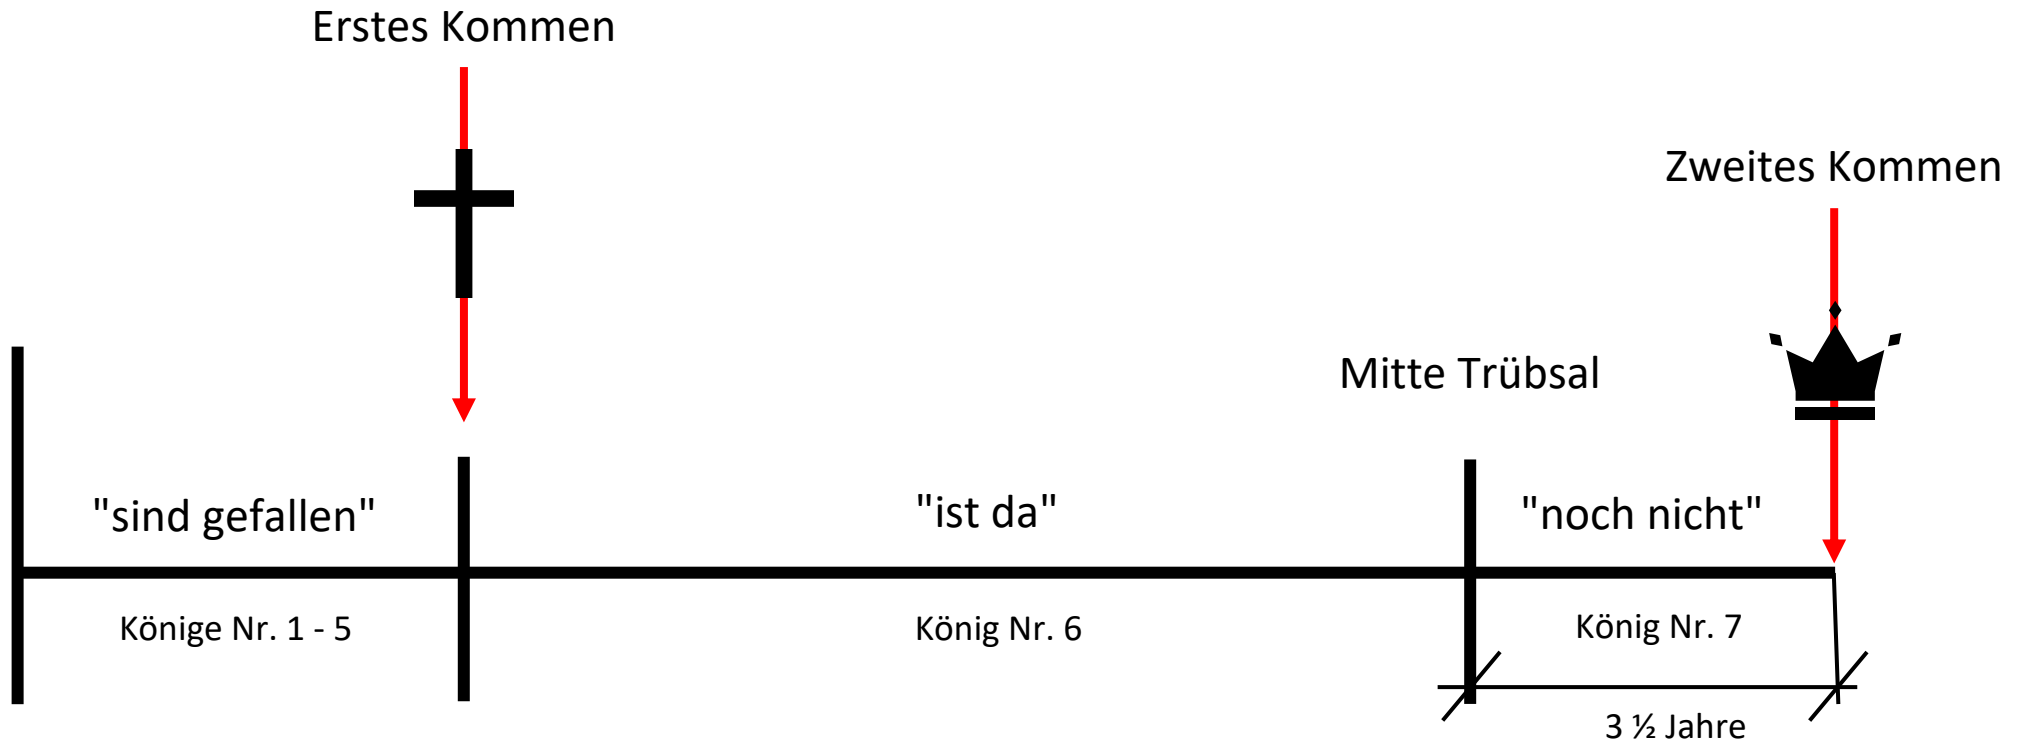 Erstes Kommen
Zweites Kommen
Mitte Trübsal
"sind gefallen"
"ist da"
"noch nicht"
Könige Nr. 1 - 5
König Nr. 6
König Nr. 7
3 ½ Jahre